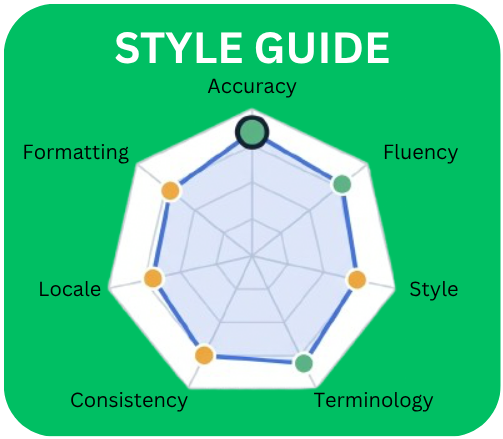 STYLE GUIDE
Accuracy
Formatting
Fluency
Locale
Style
Consistency
Terminology